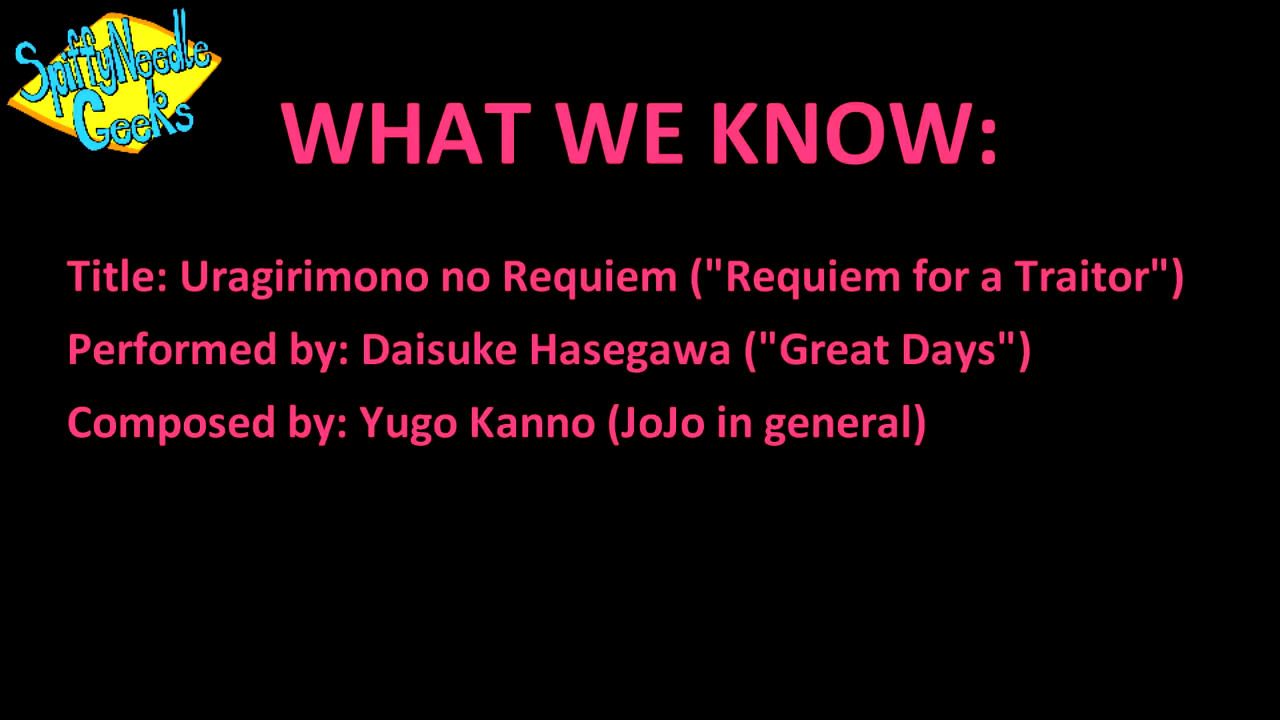 SpiffyNeedle
Geeks
WHAT WE KNOW:
Title: Uragirimono no Requiem ("Requiem for a Traitor")
Performed by: Daisuke Hasegawa ("Great Days")
Composed by: Yugo Kanno (JoJo in general)